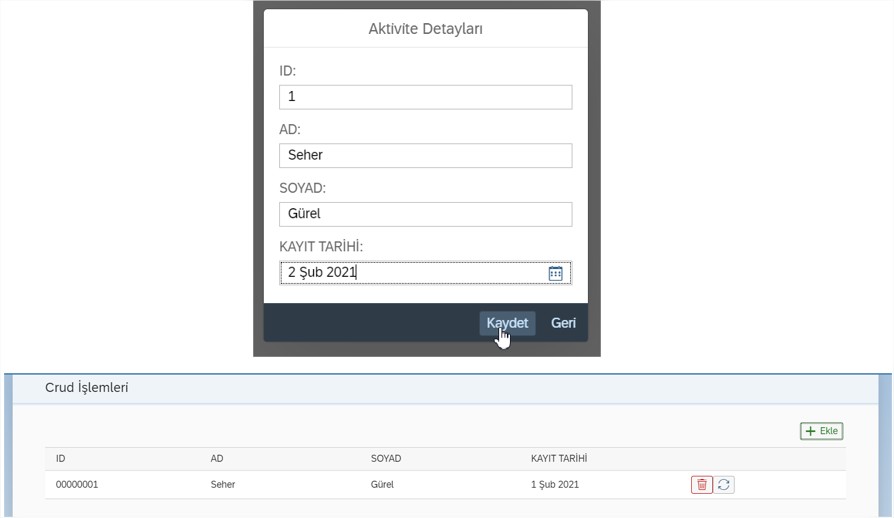 Aktivite Detayları
ID:
1
AD:
Seher
SOYAD:
Gürel
KAYIT TARİHİ:
2 Şub 2021
Kaydet Geri
Crud İşlemleri
+ Ekle
ID AD SOYAD KAYIT TARİHİ
00000001 Seher Gürel 1 Şub 2021